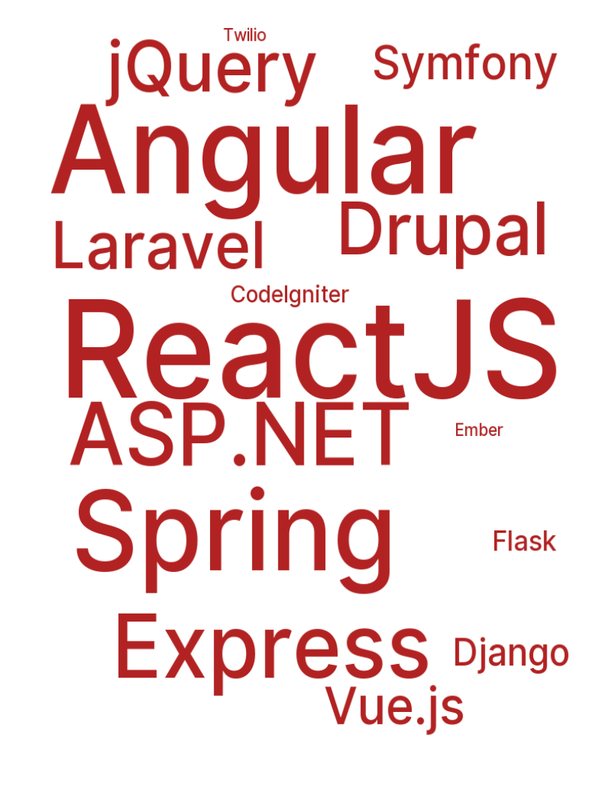 Twilio
jQuery Symfony
Angular
Drupal
Laravel
CodeIgniter
ReactJS
ASP.NET
Ember
Spring
Flask
Express Django
Vue.js